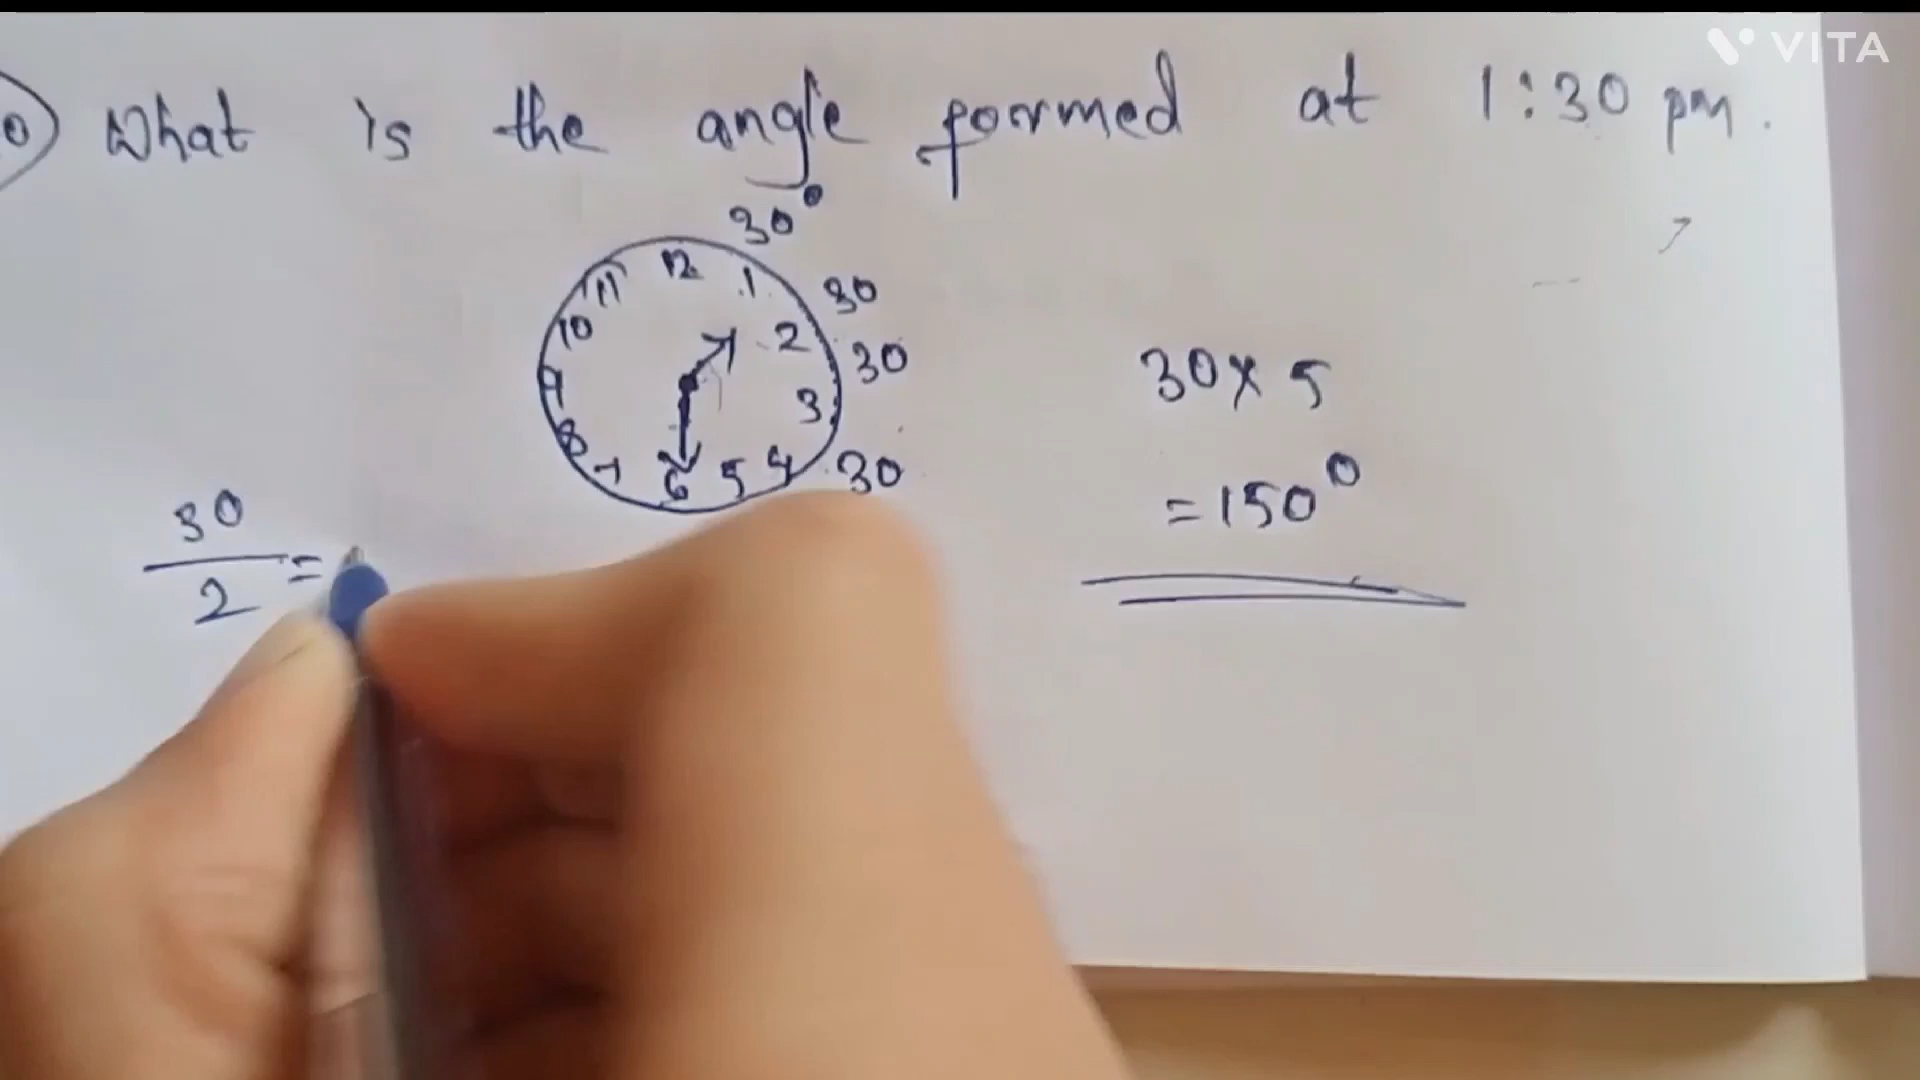 VITA
0 What is the angle formed at 1:30 pm.
30°
12
11 1 30
10 2 30
9 3
8 4 30
7 6 5
30 × 5
= 150°
30
2 =